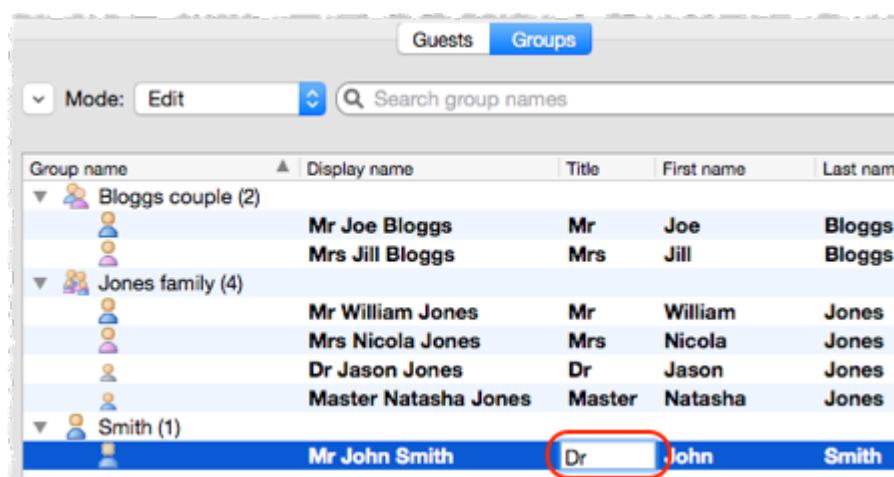 Guests Groups
Mode: Edit Search group names
Group name Display name Title First name Last nam
Bloggs couple (2)
Mr Joe Bloggs Mr Joe Bloggs
Mrs Jill Bloggs Mrs Jill Bloggs
Jones family (4)
Mr William Jones Mr William Jones
Mrs Nicola Jones Mrs Nicola Jones
Dr Jason Jones Dr Jason Jones
Master Natasha Jones Master Natasha Jones
Smith (1)
Mr John Smith Dr John Smith